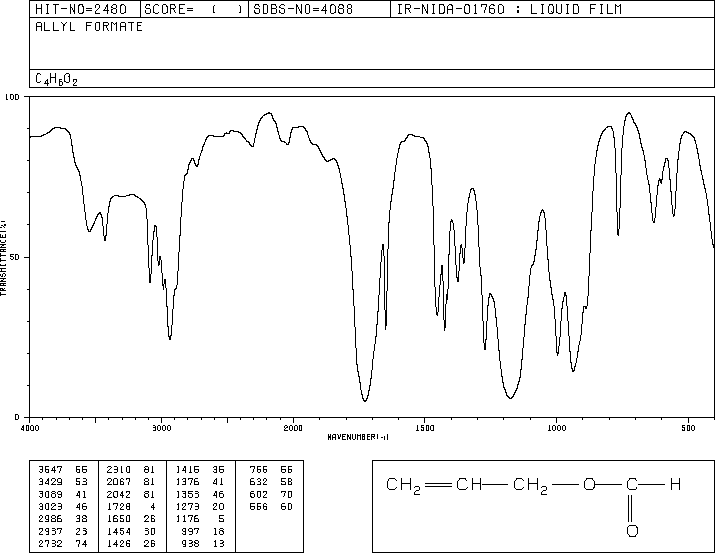 HIT-NO=2480 SCORE= ( ) SDBS-NO=4088 IR-NIDA-01760 : LIQUID FILM
ALLYL FORMATE
C4H6O2
100
50
0
TRANSMITTANCE(%)
4000 3000 2000 1500 1000 500
WAVENUMBER(-1)
3547 56 2310 81 1416 36 766 55
3429 53 2067 81 1376 41 632 58
3089 41 2042 81 1353 46 602 70
3023 46 1728 4 1273 20 556 60
2986 38 1650 26 1176 5
2937 23 1454 30 997 18
2732 74 1426 26 938 13
CH2=CH—CH2—O—C—H
O